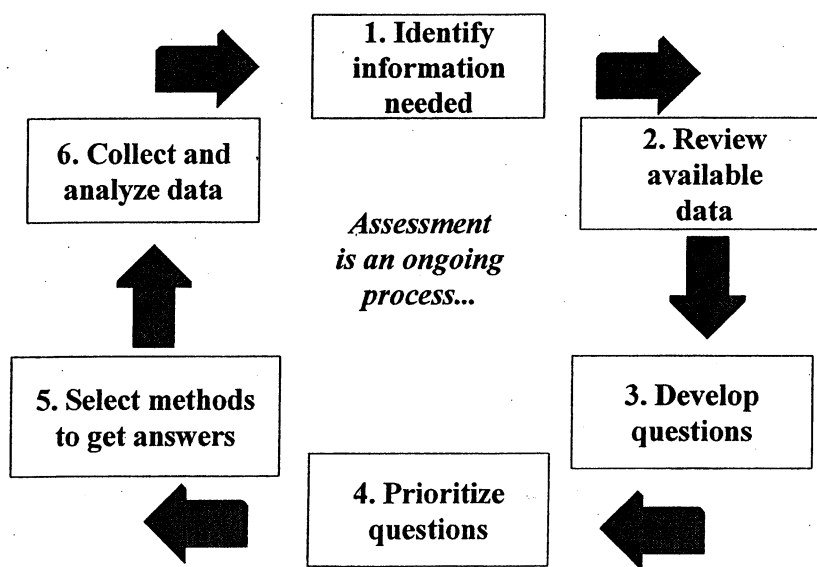 1. Identify
information
needed
2. Review
available
data
3. Develop
questions
4. Prioritize
questions
5. Select methods
to get answers
6. Collect and
analyze data
Assessment
is an ongoing
process...